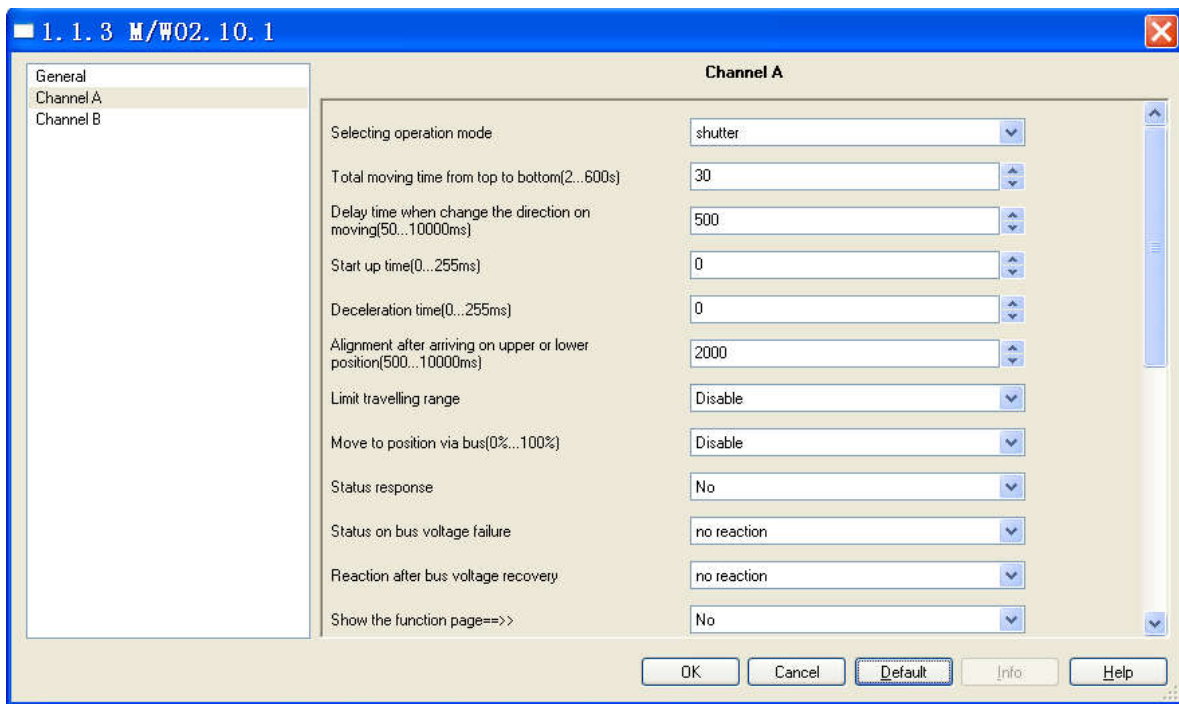 1.1.3 M/W02.10.1
General
Channel A
Channel B
Channel A
Selecting operation mode
shutter
Total moving time from top to bottom(2...600s)
30
Delay time when change the direction on
moving(50...10000ms)
500
Start up time(0...255ms)
0
Deceleration time(0...255ms)
0
Alignment after arriving on upper or lower
position(500...10000ms)
2000
Limit travelling range
Disable
Move to position via bus(0%...100%)
Disable
Status response
No
Status on bus voltage failure
no reaction
Reaction after bus voltage recovery
no reaction
Show the function page==>>
No
OK
Cancel
Default
Info
Help